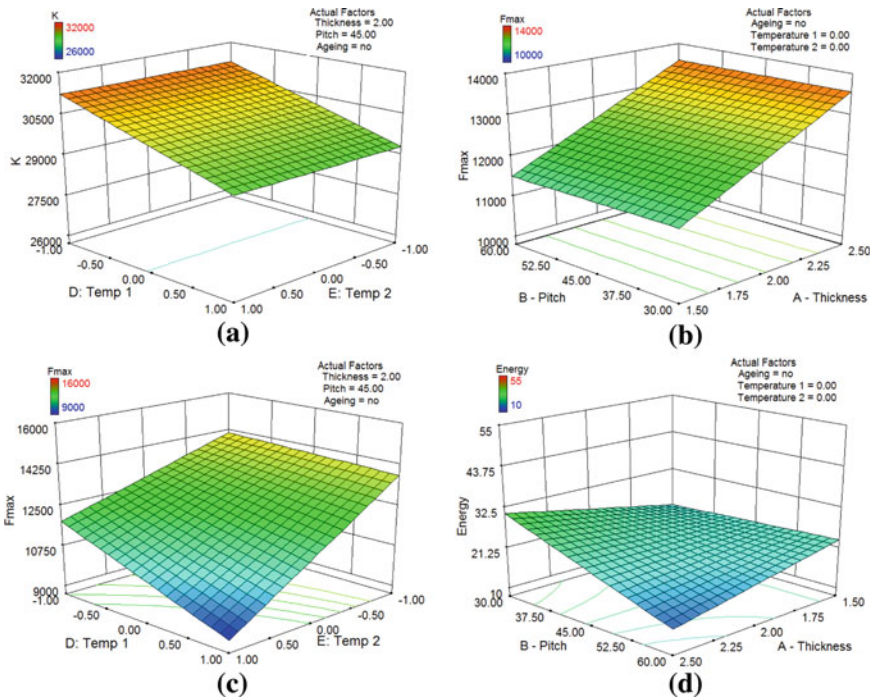 K
32000
26000
Actual Factors
Thickness = 2.00
Pitch = 45.00
Ageing = no
32000
30500
29000
27500
26000
K
-1.00
-0.50
0.00
0.50
1.00
D: Temp 1
1.00
0.50
0.00
-0.50
-1.00
E: Temp 2
(a)
Fmax
14000
10000
Actual Factors
Ageing = no
Temperature 1 = 0.00
Temperature 2 = 0.00
14000
13000
12000
11000
10000
Fmax
60.00
52.50
45.00
37.50
30.00
B - Pitch
1.50
1.75
2.00
2.25
2.50
A - Thickness
(b)
Fmax
16000
9000
Actual Factors
Thickness = 2.00
Pitch = 45.00
Ageing = no
16000
14250
12500
10750
9000
Fmax
-1.00
-0.50
0.00
0.50
1.00
D: Temp 1
1.00
0.50
0.00
-0.50
-1.00
E: Temp 2
(c)
Energy
55
10
Actual Factors
Ageing = no
Temperature 1 = 0.00
Temperature 2 = 0.00
55
43.75
32.5
21.25
10
Energy
30.00
37.50
45.00
52.50
60.00
B - Pitch
2.50
2.25
2.00
1.75
1.50
A - Thickness
(d)